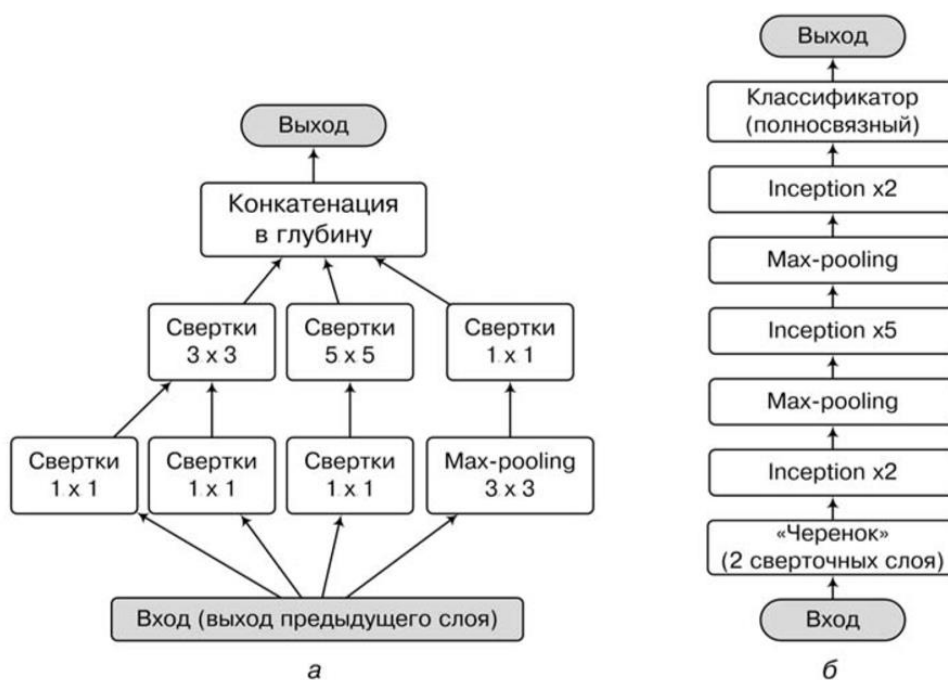 Выход
Конкатенация
в глубину
Свертки
3 x 3
Свертки
5 x 5
Свертки
1 x 1
Свертки
1 x 1
Свертки
1 x 1
Свертки
1 x 1
Max-pooling
3 x 3
Вход (выход предыдущего слоя)
а
Выход
Классификатор
(полносвязный)
Inception x2
Max-pooling
Inception x5
Max-pooling
Inception x2
«Черенок»
(2 сверточных слоя)
Вход
б